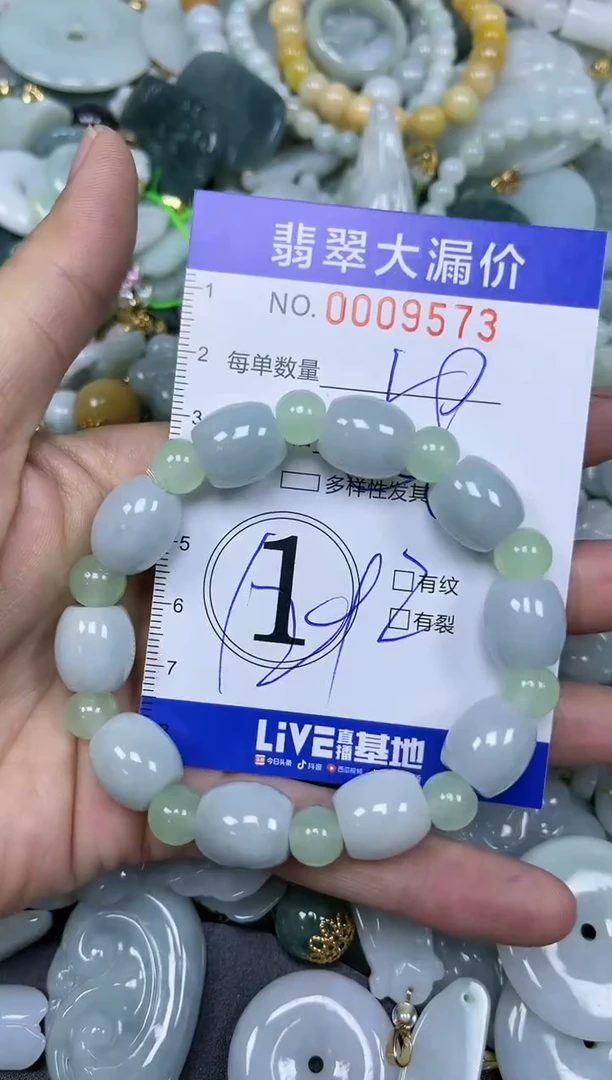 翡翠大漏价
NO. 0009573
1
2
每单数量
3
多样性发其
5
1
有纹
6
有裂
7
LiVE直播基地
今日头条 抖音 西瓜视频